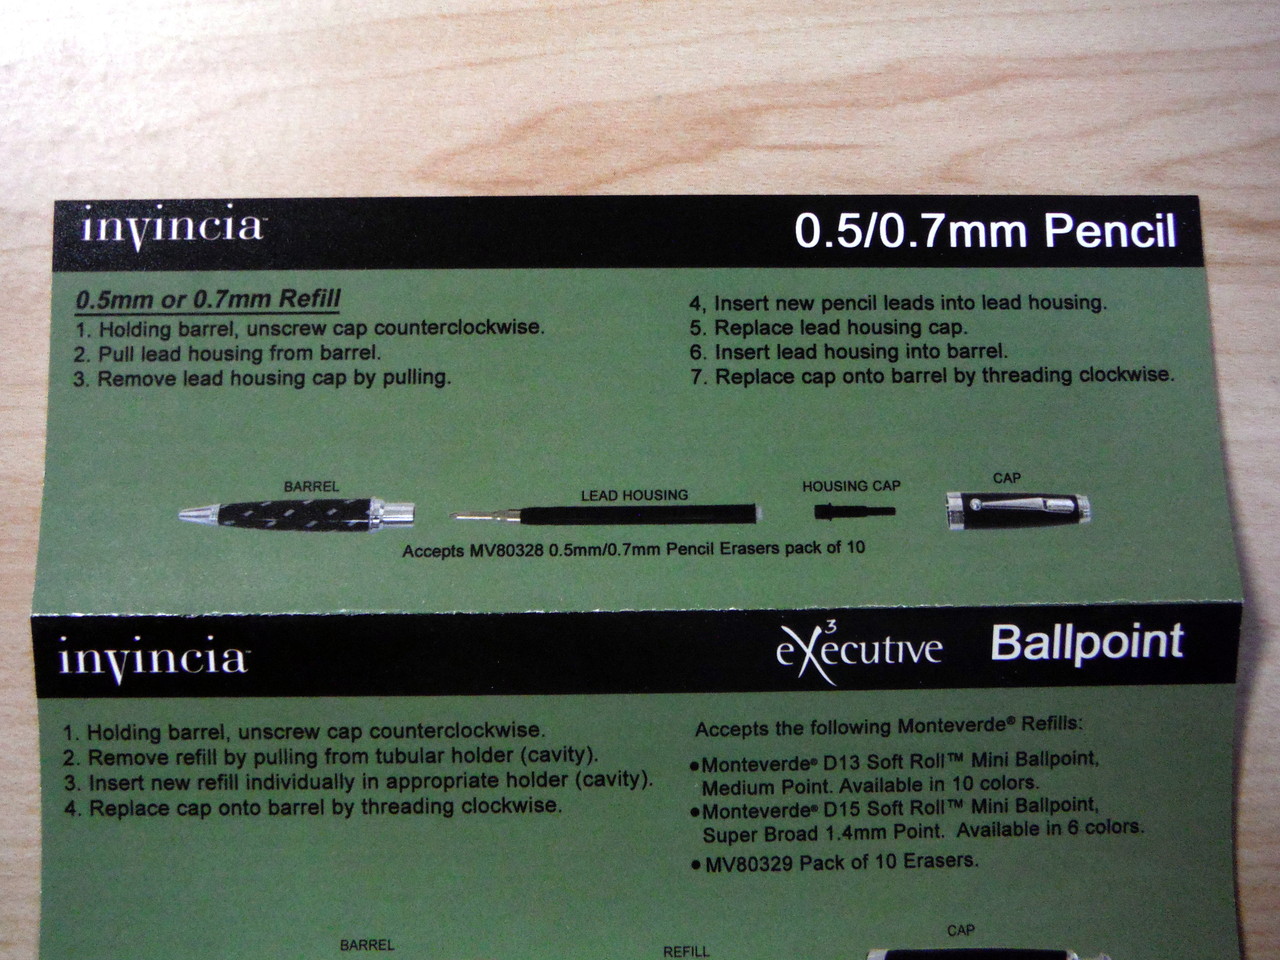 invincia™
0.5/0.7mm Pencil
0.5mm or 0.7mm Refill
1. Holding barrel, unscrew cap counterclockwise.
2. Pull lead housing from barrel.
3. Remove lead housing cap by pulling.
4, Insert new pencil leads into lead housing.
5. Replace lead housing cap.
6. Insert lead housing into barrel.
7. Replace cap onto barrel by threading clockwise.
BARREL
LEAD HOUSING
HOUSING CAP
CAP
Accepts MV80328 0.5mm/0.7mm Pencil Erasers pack of 10
invincia™
eXecutive 3
Ballpoint
1. Holding barrel, unscrew cap counterclockwise.
2. Remove refill by pulling from tubular holder (cavity).
3. Insert new refill individually in appropriate holder (cavity).
4. Replace cap onto barrel by threading clockwise.
Accepts the following Monteverde® Refills:
•Monteverde® D13 Soft Roll™ Mini Ballpoint,
Medium Point. Available in 10 colors.
•Monteverde® D15 Soft Roll™ Mini Ballpoint,
Super Broad 1.4mm Point. Available in 6 colors.
• MV80329 Pack of 10 Erasers.
BARREL
REFILL
CAP